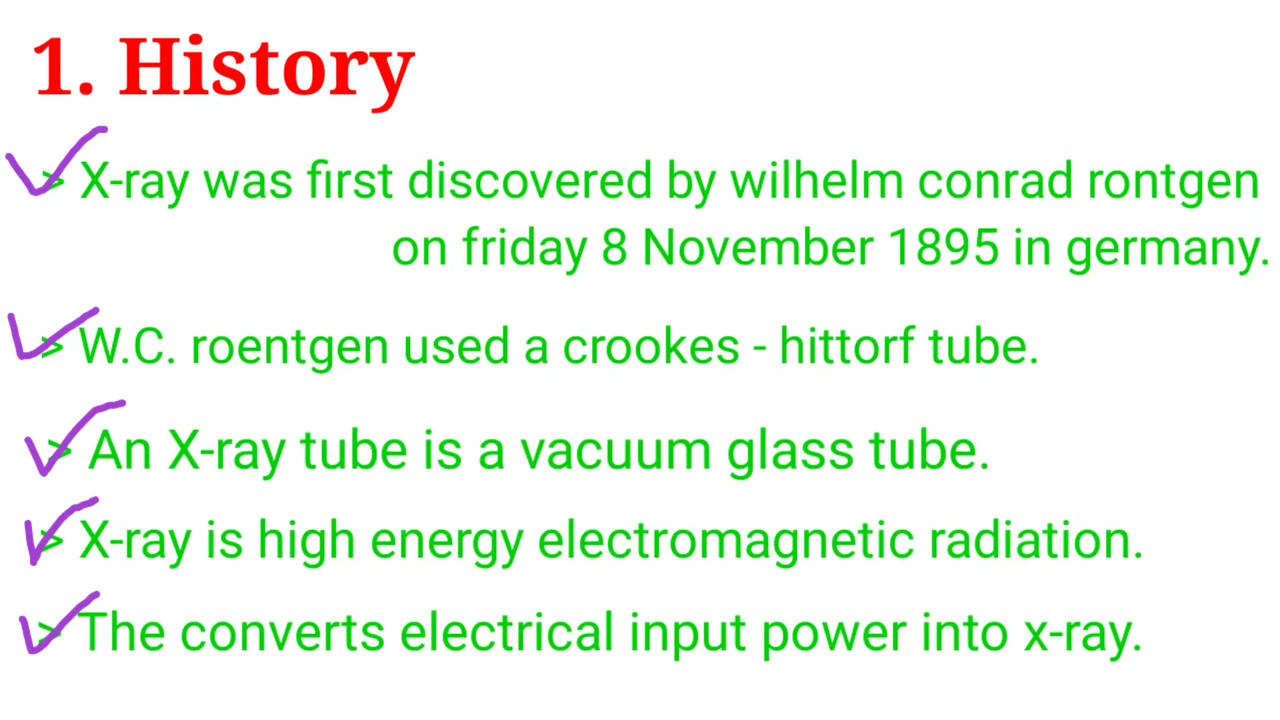 1. History
> X-ray was first discovered by wilhelm conrad rontgen
on friday 8 November 1895 in germany.
> W.C. roentgen used a crookes - hittorf tube.
> An X-ray tube is a vacuum glass tube.
> X-ray is high energy electromagnetic radiation.
> The converts electrical input power into x-ray.